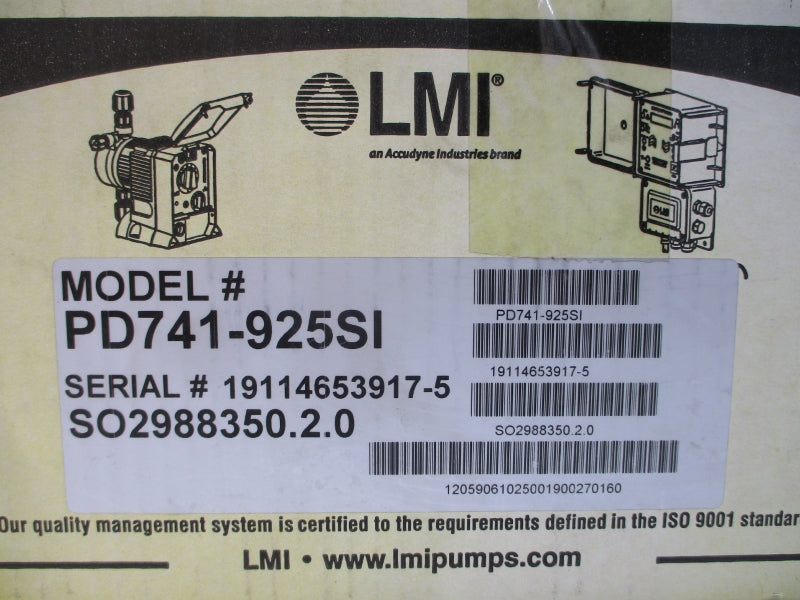 LMI®
an Accudyne Industries brand
MODEL #
PD741-925SI
SERIAL # 19114653917-5
SO2988350.2.0
PD741-925SI
19114653917-5
SO2988350.2.0
12059061025001900270160
Our quality management system is certified to the requirements defined in the ISO 9001 standar
LMI • www.lmipumps.com